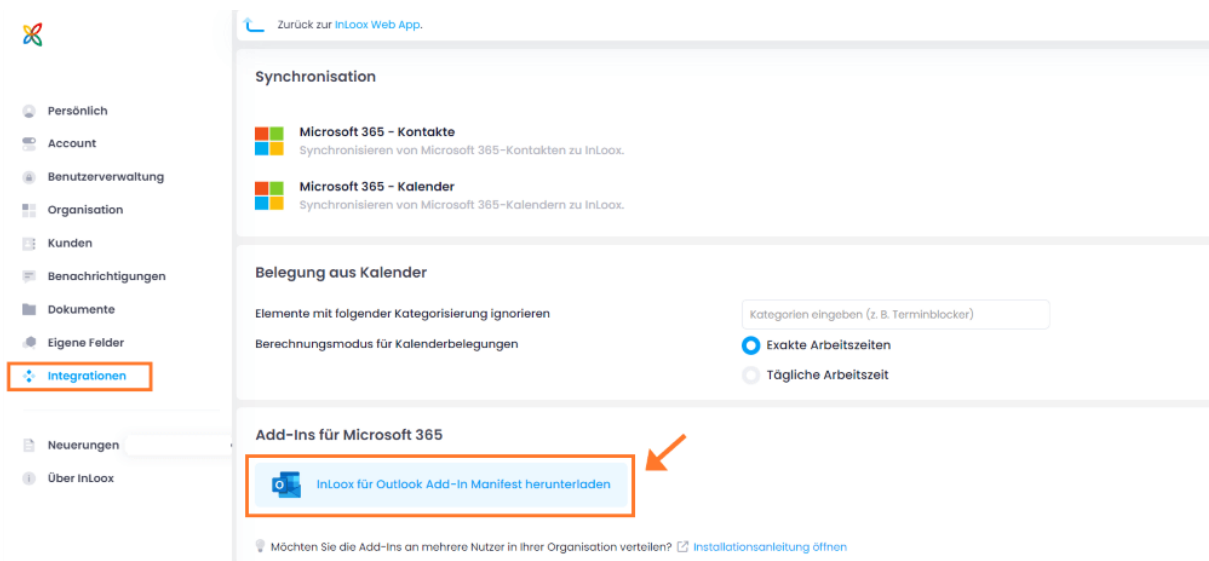 Zurück zur InLoox Web App.
Persönlich
Account
Benutzerverwaltung
Organisation
Kunden
Benachrichtigungen
Dokumente
Eigene Felder
Integrationen
Neuerungen
Über InLoox
Synchronisation
Microsoft 365 - Kontakte
Synchronisieren von Microsoft 365-Kontakten zu InLoox.
Microsoft 365 - Kalender
Synchronisieren von Microsoft 365-Kalendern zu InLoox.
Belegung aus Kalender
Elemente mit folgender Kategorisierung ignorieren
Kategorien eingeben (z. B. Terminblocker)
Berechnungsmodus für Kalenderbelegungen
Exakte Arbeitszeiten
Tägliche Arbeitszeit
Add-Ins für Microsoft 365
InLoox für Outlook Add-In Manifest herunterladen
Möchten Sie die Add-Ins an mehrere Nutzer in Ihrer Organisation verteilen? Installationsanleitung öffnen